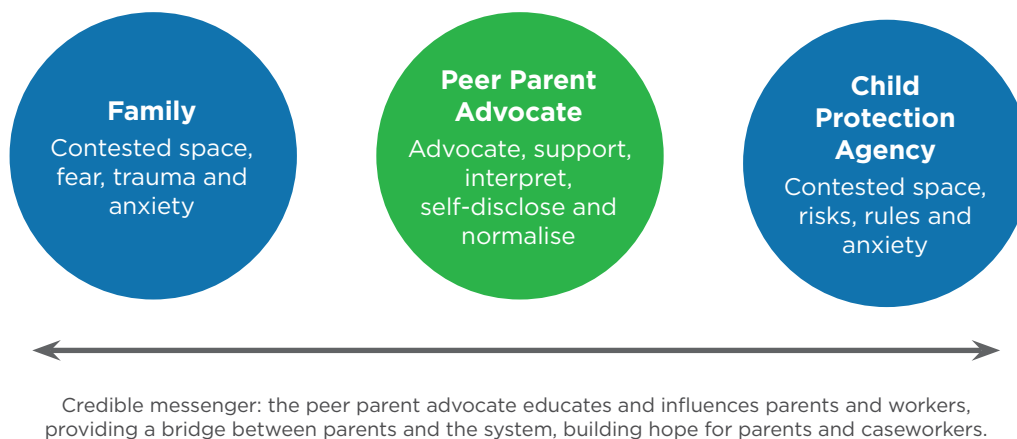 Family
Contested space,
fear, trauma and
anxiety
Peer Parent
Advocate
Advocate, support,
interpret,
self-disclose and
normalise
Child
Protection
Agency
Contested space,
risks, rules and
anxiety
Credible messenger: the peer parent advocate educates and influences parents and workers,
providing a bridge between parents and the system, building hope for parents and caseworkers.